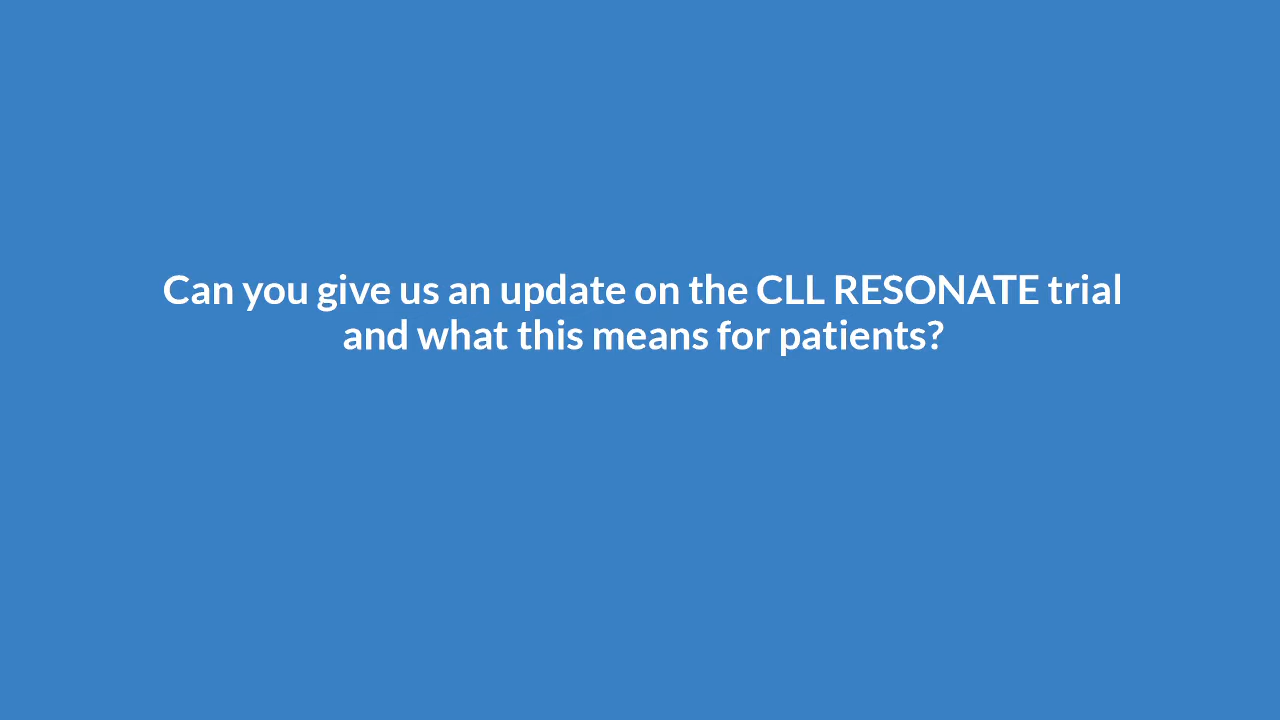 Can you give us an update on the CLL RESONATE trial
and what this means for patients?